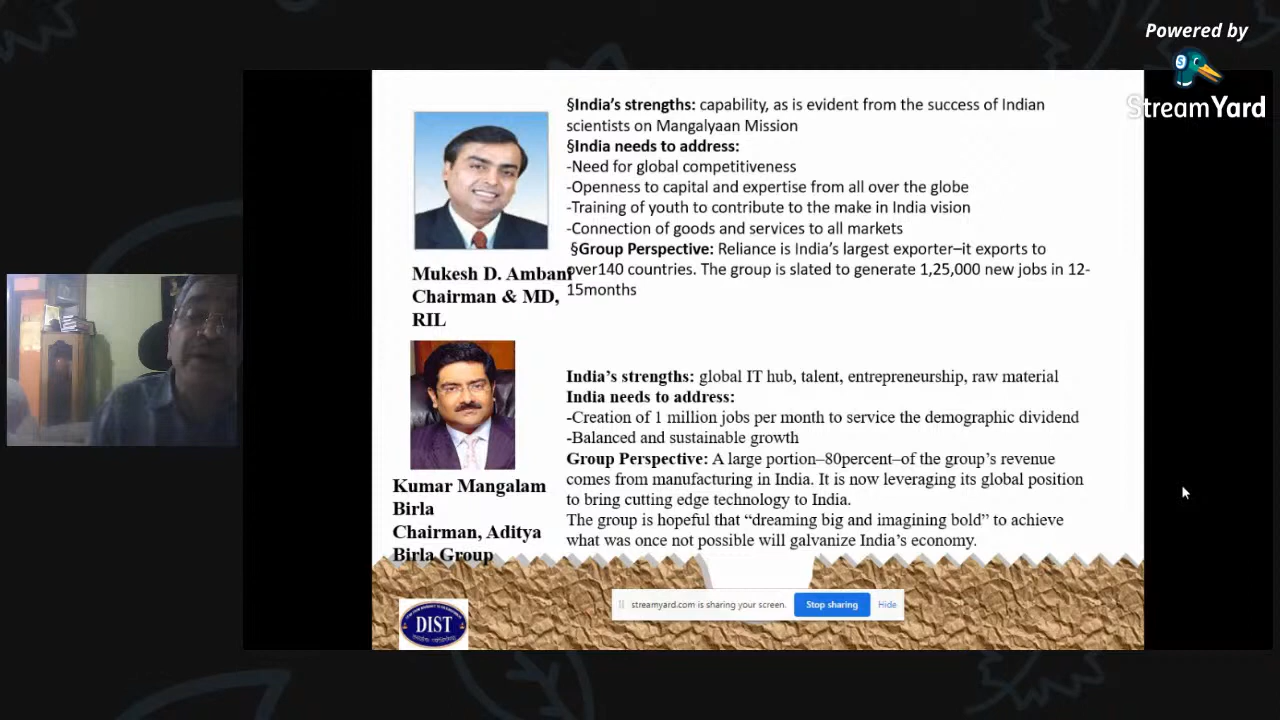 Powered by
StreamYard
§India's strengths: capability, as is evident from the success of Indian
scientists on Mangalyaan Mission
§India needs to address:
-Need for global competitiveness
-Openness to capital and expertise from all over the globe
-Training of youth to contribute to the make in India vision
-Connection of goods and services to all markets
§Group Perspective: Reliance is India's largest exporter–it exports to
over140 countries. The group is slated to generate 1,25,000 new jobs in 12-
15months
Mukesh D. Ambani
Chairman & MD,
RIL
India's strengths: global IT hub, talent, entrepreneurship, raw material
India needs to address:
-Creation of 1 million jobs per month to service the demographic dividend
-Balanced and sustainable growth
Group Perspective: A large portion–80percent–of the group's revenue
comes from manufacturing in India. It is now leveraging its global position
to bring cutting edge technology to India.
The group is hopeful that “dreaming big and imagining bold” to achieve
what was once not possible will galvanize India's economy.
Kumar Mangalam
Birla
Chairman, Aditya
Birla Group
streamyard.com is sharing your screen.
Stop sharing
Hide
DIST